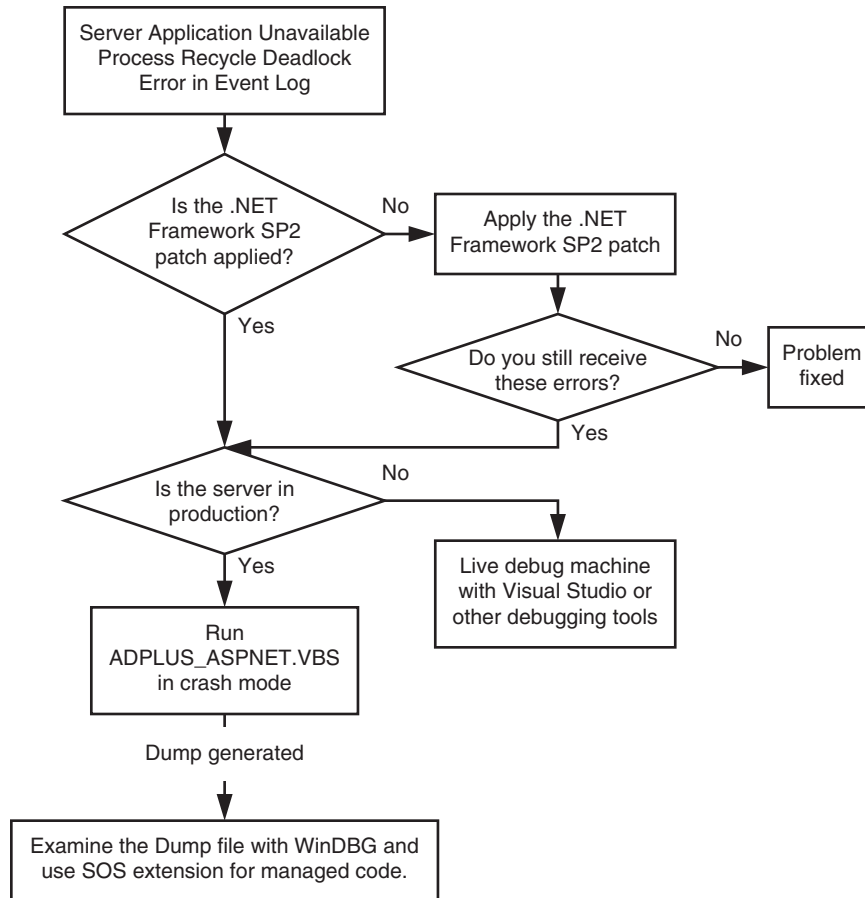 Server Application Unavailable
Process Recycle Deadlock
Error in Event Log
Is the .NET
Framework SP2
patch applied?
No
Apply the .NET
Framework SP2 patch
Yes
Do you still receive
these errors?
No
Problem
fixed
Yes
Is the server in
production?
No
Yes
Live debug machine
with Visual Studio or
other debugging tools
Run
ADPLUS_ASPNET.VBS
in crash mode
Dump generated
Examine the Dump file with WinDBG and
use SOS extension for managed code.